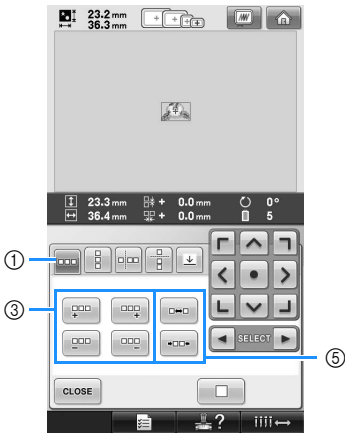 23.2 mm
36.3 mm
23.3 mm + 0.0 mm 0°
36.4 mm + 0.0 mm 5
①
③
SELECT
⑤
CLOSE
?